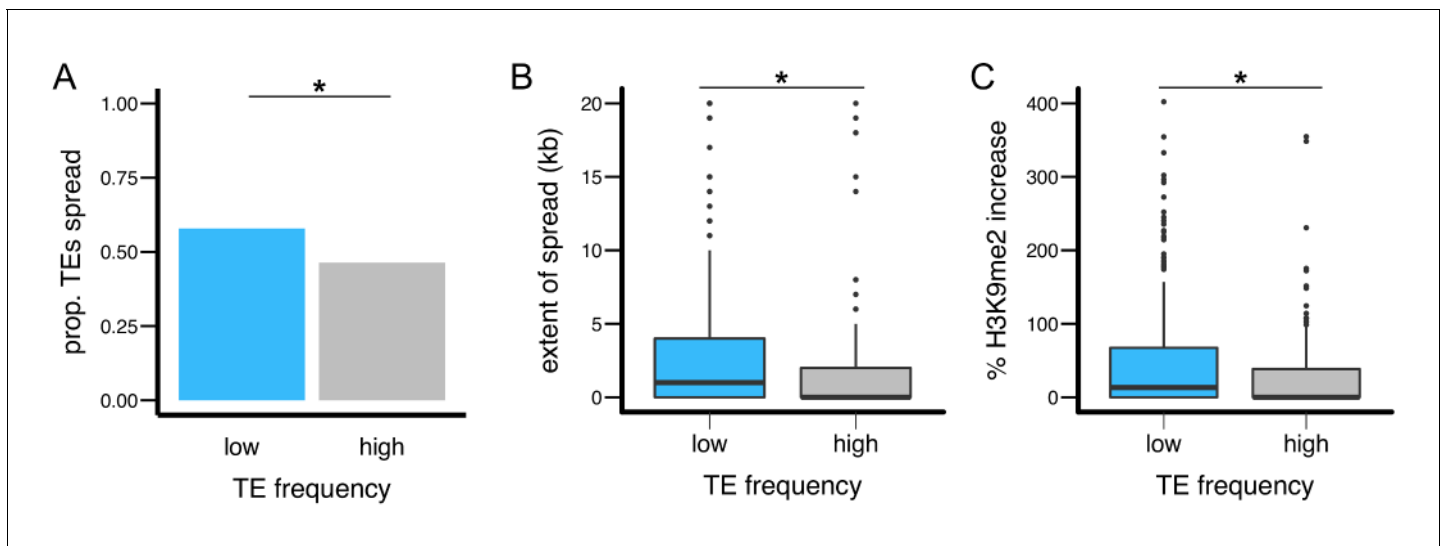 A
*
1.00
0.75
0.50
0.25
0.00
prop. TEs spread
low high
TE frequency
B
*
20
15
10
5
0
extent of spread (kb)
low high
TE frequency
C
*
400
300
200
100
0
% H3K9me2 increase
low high
TE frequency